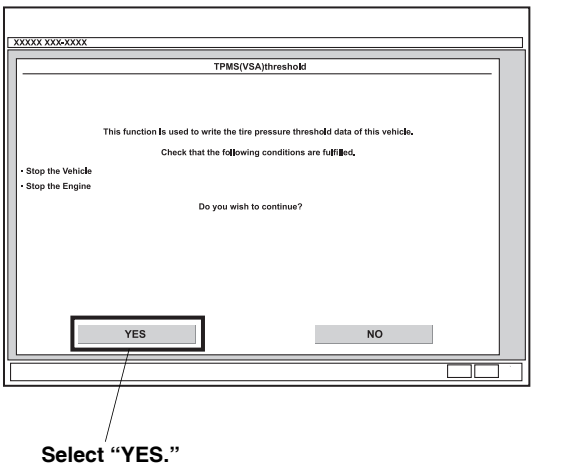 XXXXX XXX-XXXX
TPMS(VSA)threshold
This function is used to write the tire pressure threshold data of this vehicle.
Check that the following conditions are fulfilled.
• Stop the Vehicle
• Stop the Engine
Do you wish to continue?
YES
NO
Select “YES.”